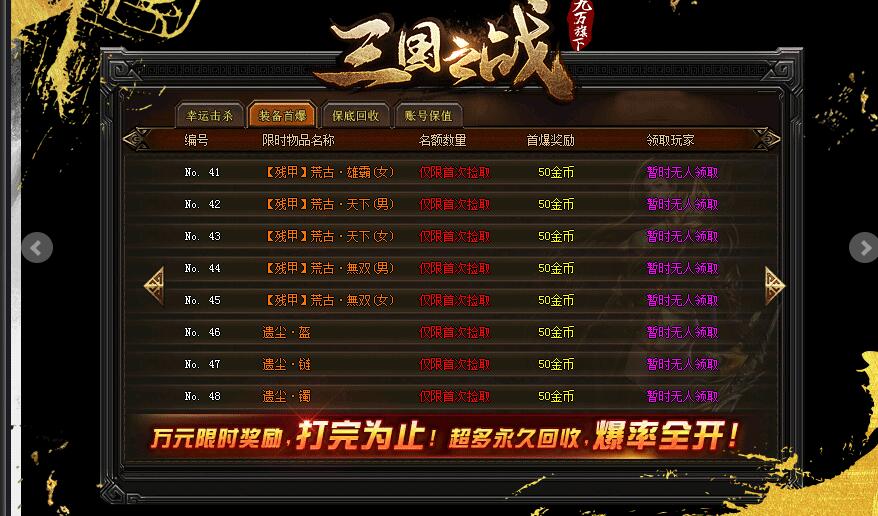 三国之战
九万旗下
幸运击杀 装备首爆 保底回收 账号保值
编号 限时物品名称 名额数量 首爆奖励 领取玩家
No. 41 【残甲】荒古·雄霸(女) 仅限首次捡取 50金币 暂时无人领取
No. 42 【残甲】荒古·天下(男) 仅限首次捡取 50金币 暂时无人领取
No. 43 【残甲】荒古·天下(女) 仅限首次捡取 50金币 暂时无人领取
No. 44 【残甲】荒古·無双(男) 仅限首次捡取 50金币 暂时无人领取
No. 45 【残甲】荒古·無双(女) 仅限首次捡取 50金币 暂时无人领取
No. 46 遗尘·盔 仅限首次捡取 50金币 暂时无人领取
No. 47 遗尘·链 仅限首次捡取 50金币 暂时无人领取
No. 48 遗尘·镯 仅限首次捡取 50金币 暂时无人领取
万元限时奖励，打完为止！超多永久回收，爆率全开！